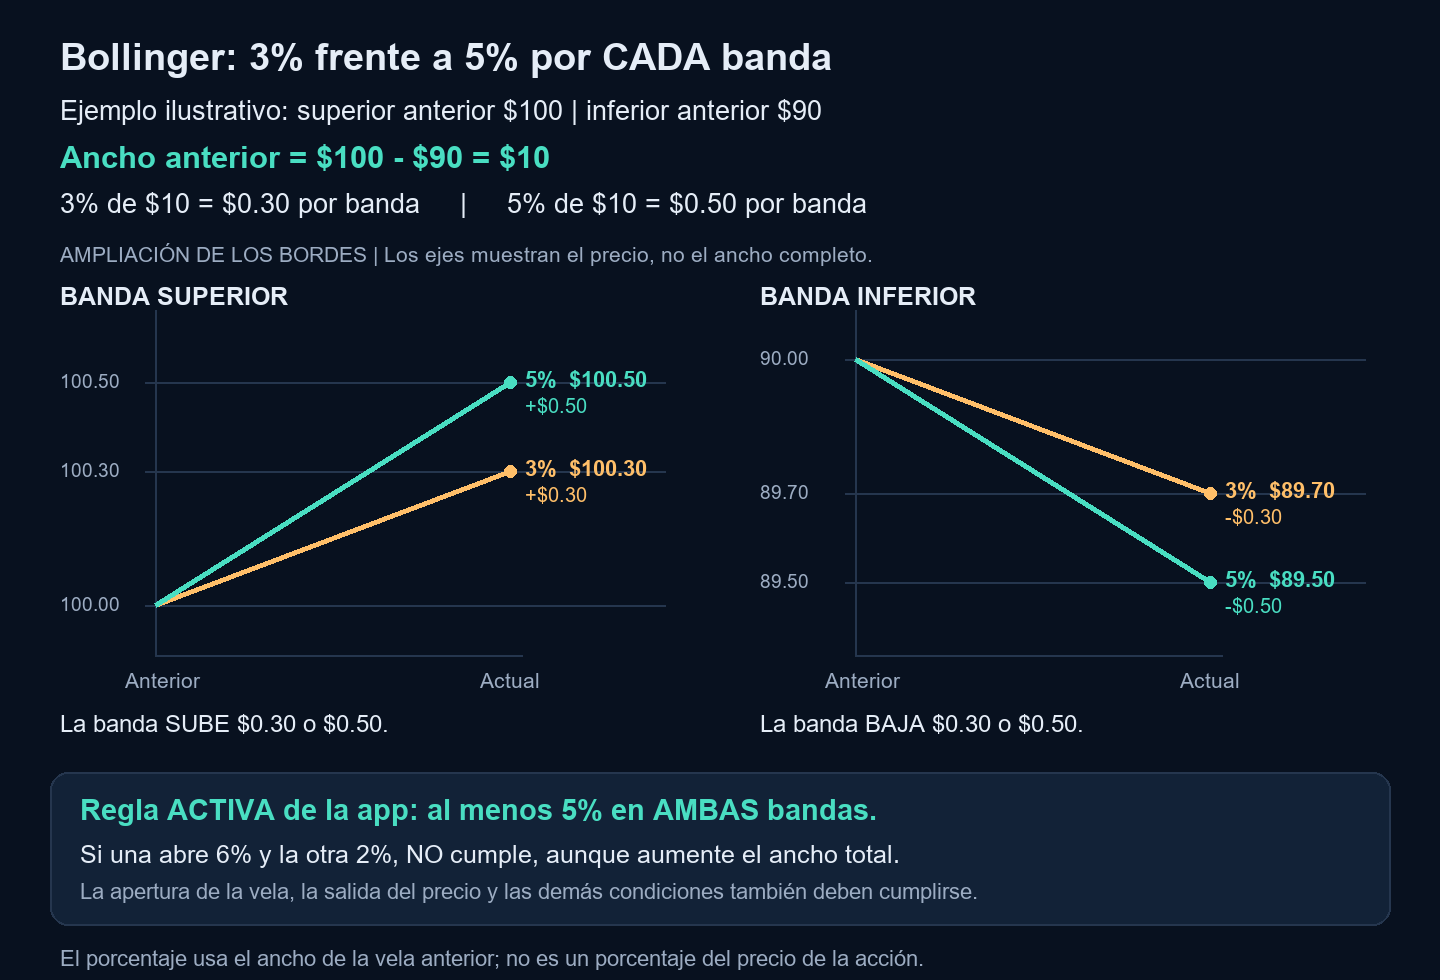 Bollinger: 3% frente a 5% por CADA banda
Ejemplo ilustrativo: superior anterior $100 | inferior anterior $90
Ancho anterior = $100 - $90 = $10
3% de $10 = $0.30 por banda | 5% de $10 = $0.50 por banda
AMPLIACIÓN DE LOS BORDES | Los ejes muestran el precio, no el ancho completo.
BANDA SUPERIOR
100.50
5% $100.50
+$0.50
100.30
3% $100.30
+$0.30
100.00
Anterior
Actual
La banda SUBE $0.30 o $0.50.
BANDA INFERIOR
90.00
89.70
3% $89.70
-$0.30
89.50
5% $89.50
-$0.50
Anterior
Actual
La banda BAJA $0.30 o $0.50.
Regla ACTIVA de la app: al menos 5% en AMBAS bandas.
Si una abre 6% y la otra 2%, NO cumple, aunque aumente el ancho total.
La apertura de la vela, la salida del precio y las demás condiciones también deben cumplirse.
El porcentaje usa el ancho de la vela anterior; no es un porcentaje del precio de la acción.